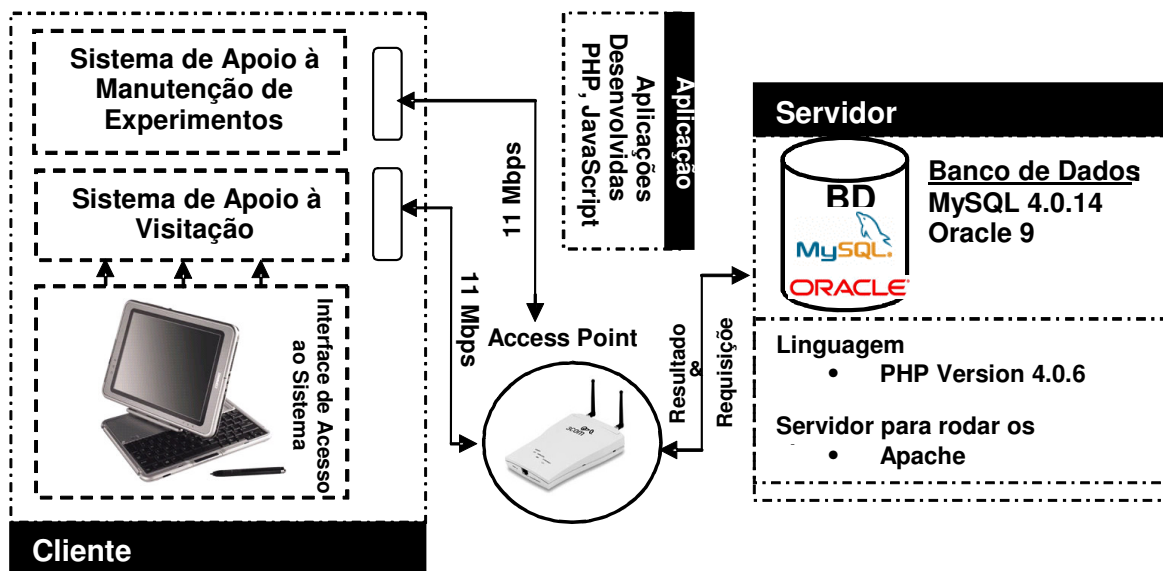 Sistema de Apoio à
Manutenção de
Experimentos
Sistema de Apoio à
Visitação
Interface de Acesso
ao Sistema
Cliente
11 Mbps
11 Mbps
Access Point
3com
Aplicação
Aplicações
Desenvolvidas
PHP, JavaScript
Resultado
&
Requisiçõe
Servidor
BD
MySQL
ORACLE
Banco de Dados
MySQL 4.0.14
Oracle 9
Linguagem
• PHP Version 4.0.6
Servidor para rodar os
• Apache